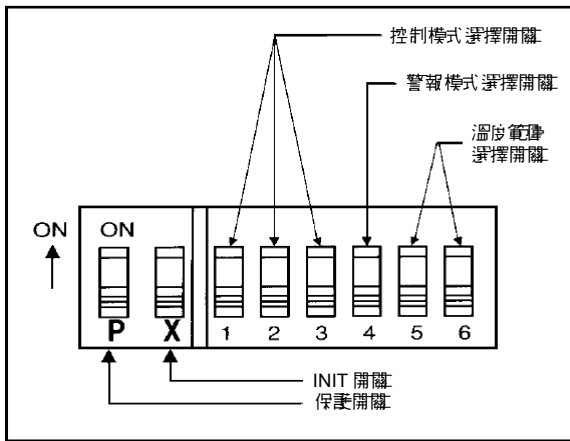 控制模式選擇開關
警報模式選擇開關
溫度範圍
選擇開關
ON ON
P X 1 2 3 4 5 6
INIT 開關
保護開關